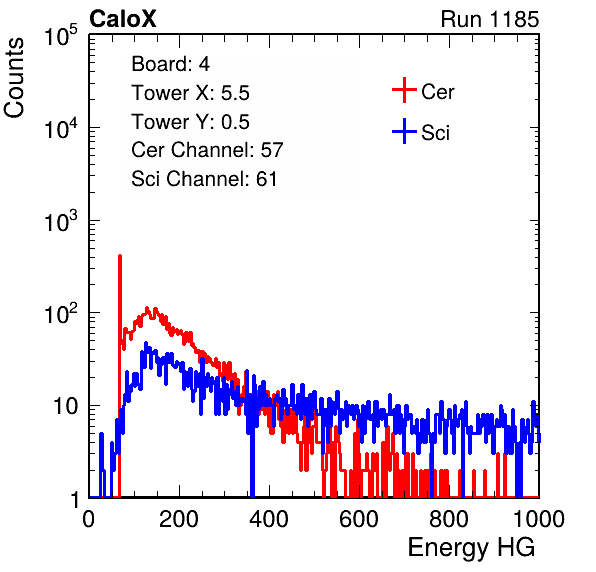 CaloX Run 1185
Counts
Board: 4
Tower X: 5.5
Tower Y: 0.5
Cer Channel: 57
Sci Channel: 61
Cer
Sci
10^5
10^4
10^3
10^2
10
1
0 200 400 600 800 1000
Energy HG